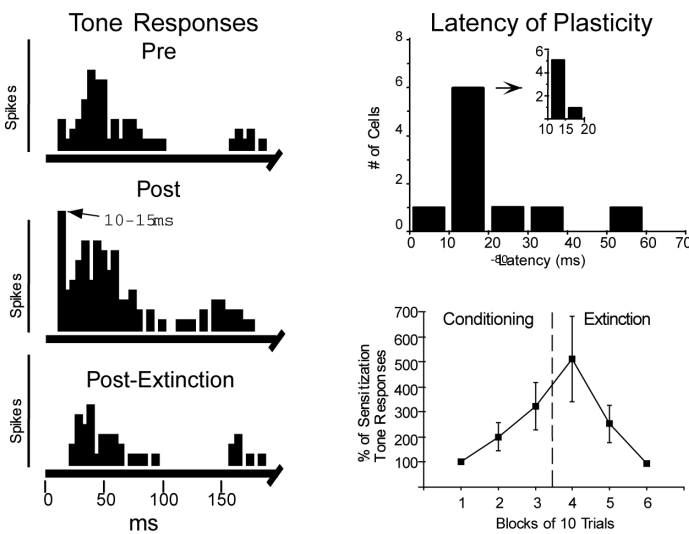 Tone Responses
Pre
Spikes
Post
10-15ms
Spikes
Post-Extinction
Spikes
0 50 100 150
ms
Latency of Plasticity
8
6
4
2
0
# of Cells
6
4
2
10 15 20
0 10 20 30 40 50 60 70
Latency (ms)
700
600
500
400
300
200
100
% of Sensitization
Tone Responses
Conditioning Extinction
1 2 3 4 5 6
Blocks of 10 Trials